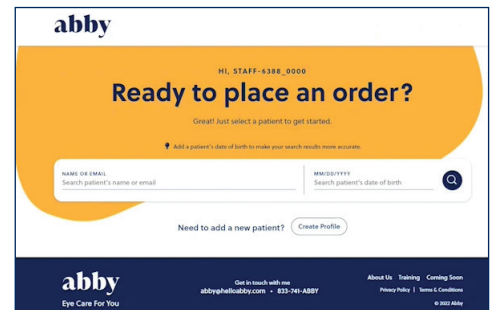 abby
HI, STAFF-6388_0000
Ready to place an order?
Great! Just select a patient to get started.
Add a patient's date of birth to make your search results more accurate.
NAME OR EMAIL
Search patient's name or email
MM/DD/YYYY
Search patient's date of birth
Need to add a new patient? Create Profile
abby
Eye Care For You
Get in touch with me
abby@helloabby.com • 833-741-ABBY
About Us Training Coming Soon
Privacy Policy | Terms & Conditions
© 2022 Abby